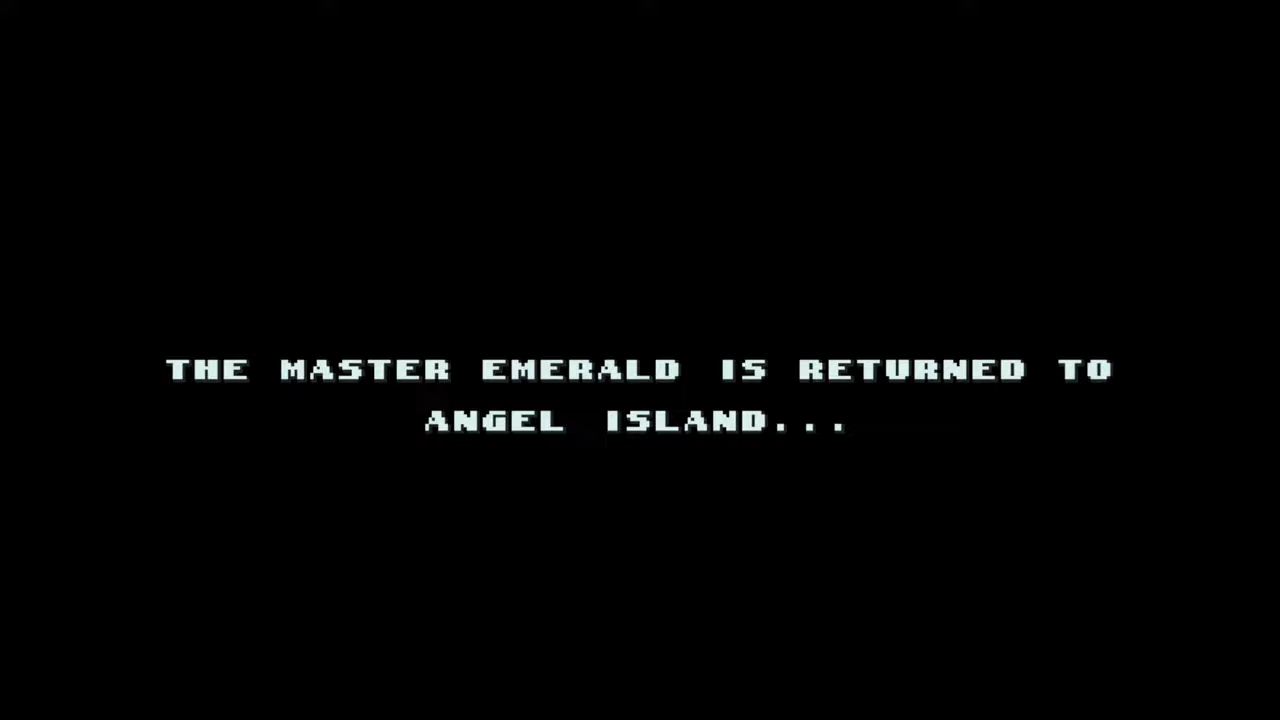 THE MASTER EMERALD IS RETURNED TO
ANGEL ISLAND...